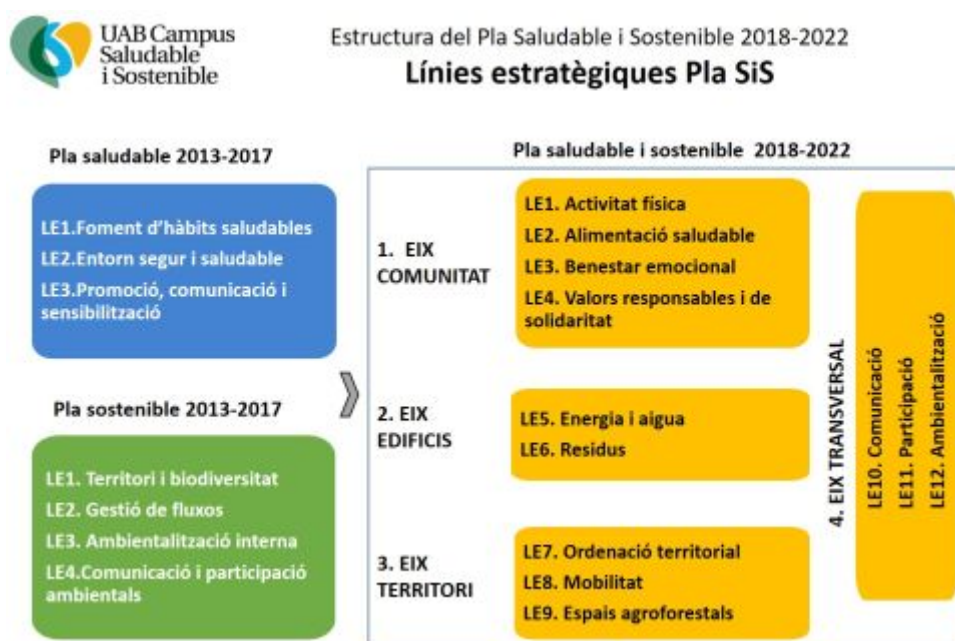 UAB Campus
Saludable
i Sostenible
Estructura del Pla Saludable i Sostenible 2018-2022
Línies estratègiques Pla SiS
Pla saludable 2013-2017
LE1.Foment d'hàbits saludables
LE2.Entorn segur i saludable
LE3.Promoció, comunicació i
sensibilització
Pla sostenible 2013-2017
LE1. Territori i biodiversitat
LE2. Gestió de fluxos
LE3. Ambientalització interna
LE4.Comunicació i participació
ambientals
Pla saludable i sostenible 2018-2022
1. EIX
COMUNITAT
LE1. Activitat física
LE2. Alimentació saludable
LE3. Benestar emocional
LE4. Valors responsables i de
solidaritat
2. EIX
EDIFICIS
LE5. Energia i aigua
LE6. Residus
3. EIX
TERRITORI
LE7. Ordenació territorial
LE8. Mobilitat
LE9. Espais agroforestals
4. EIX TRANSVERSAL
LE10. Comunicació
LE11. Participació
LE12. Ambientalització